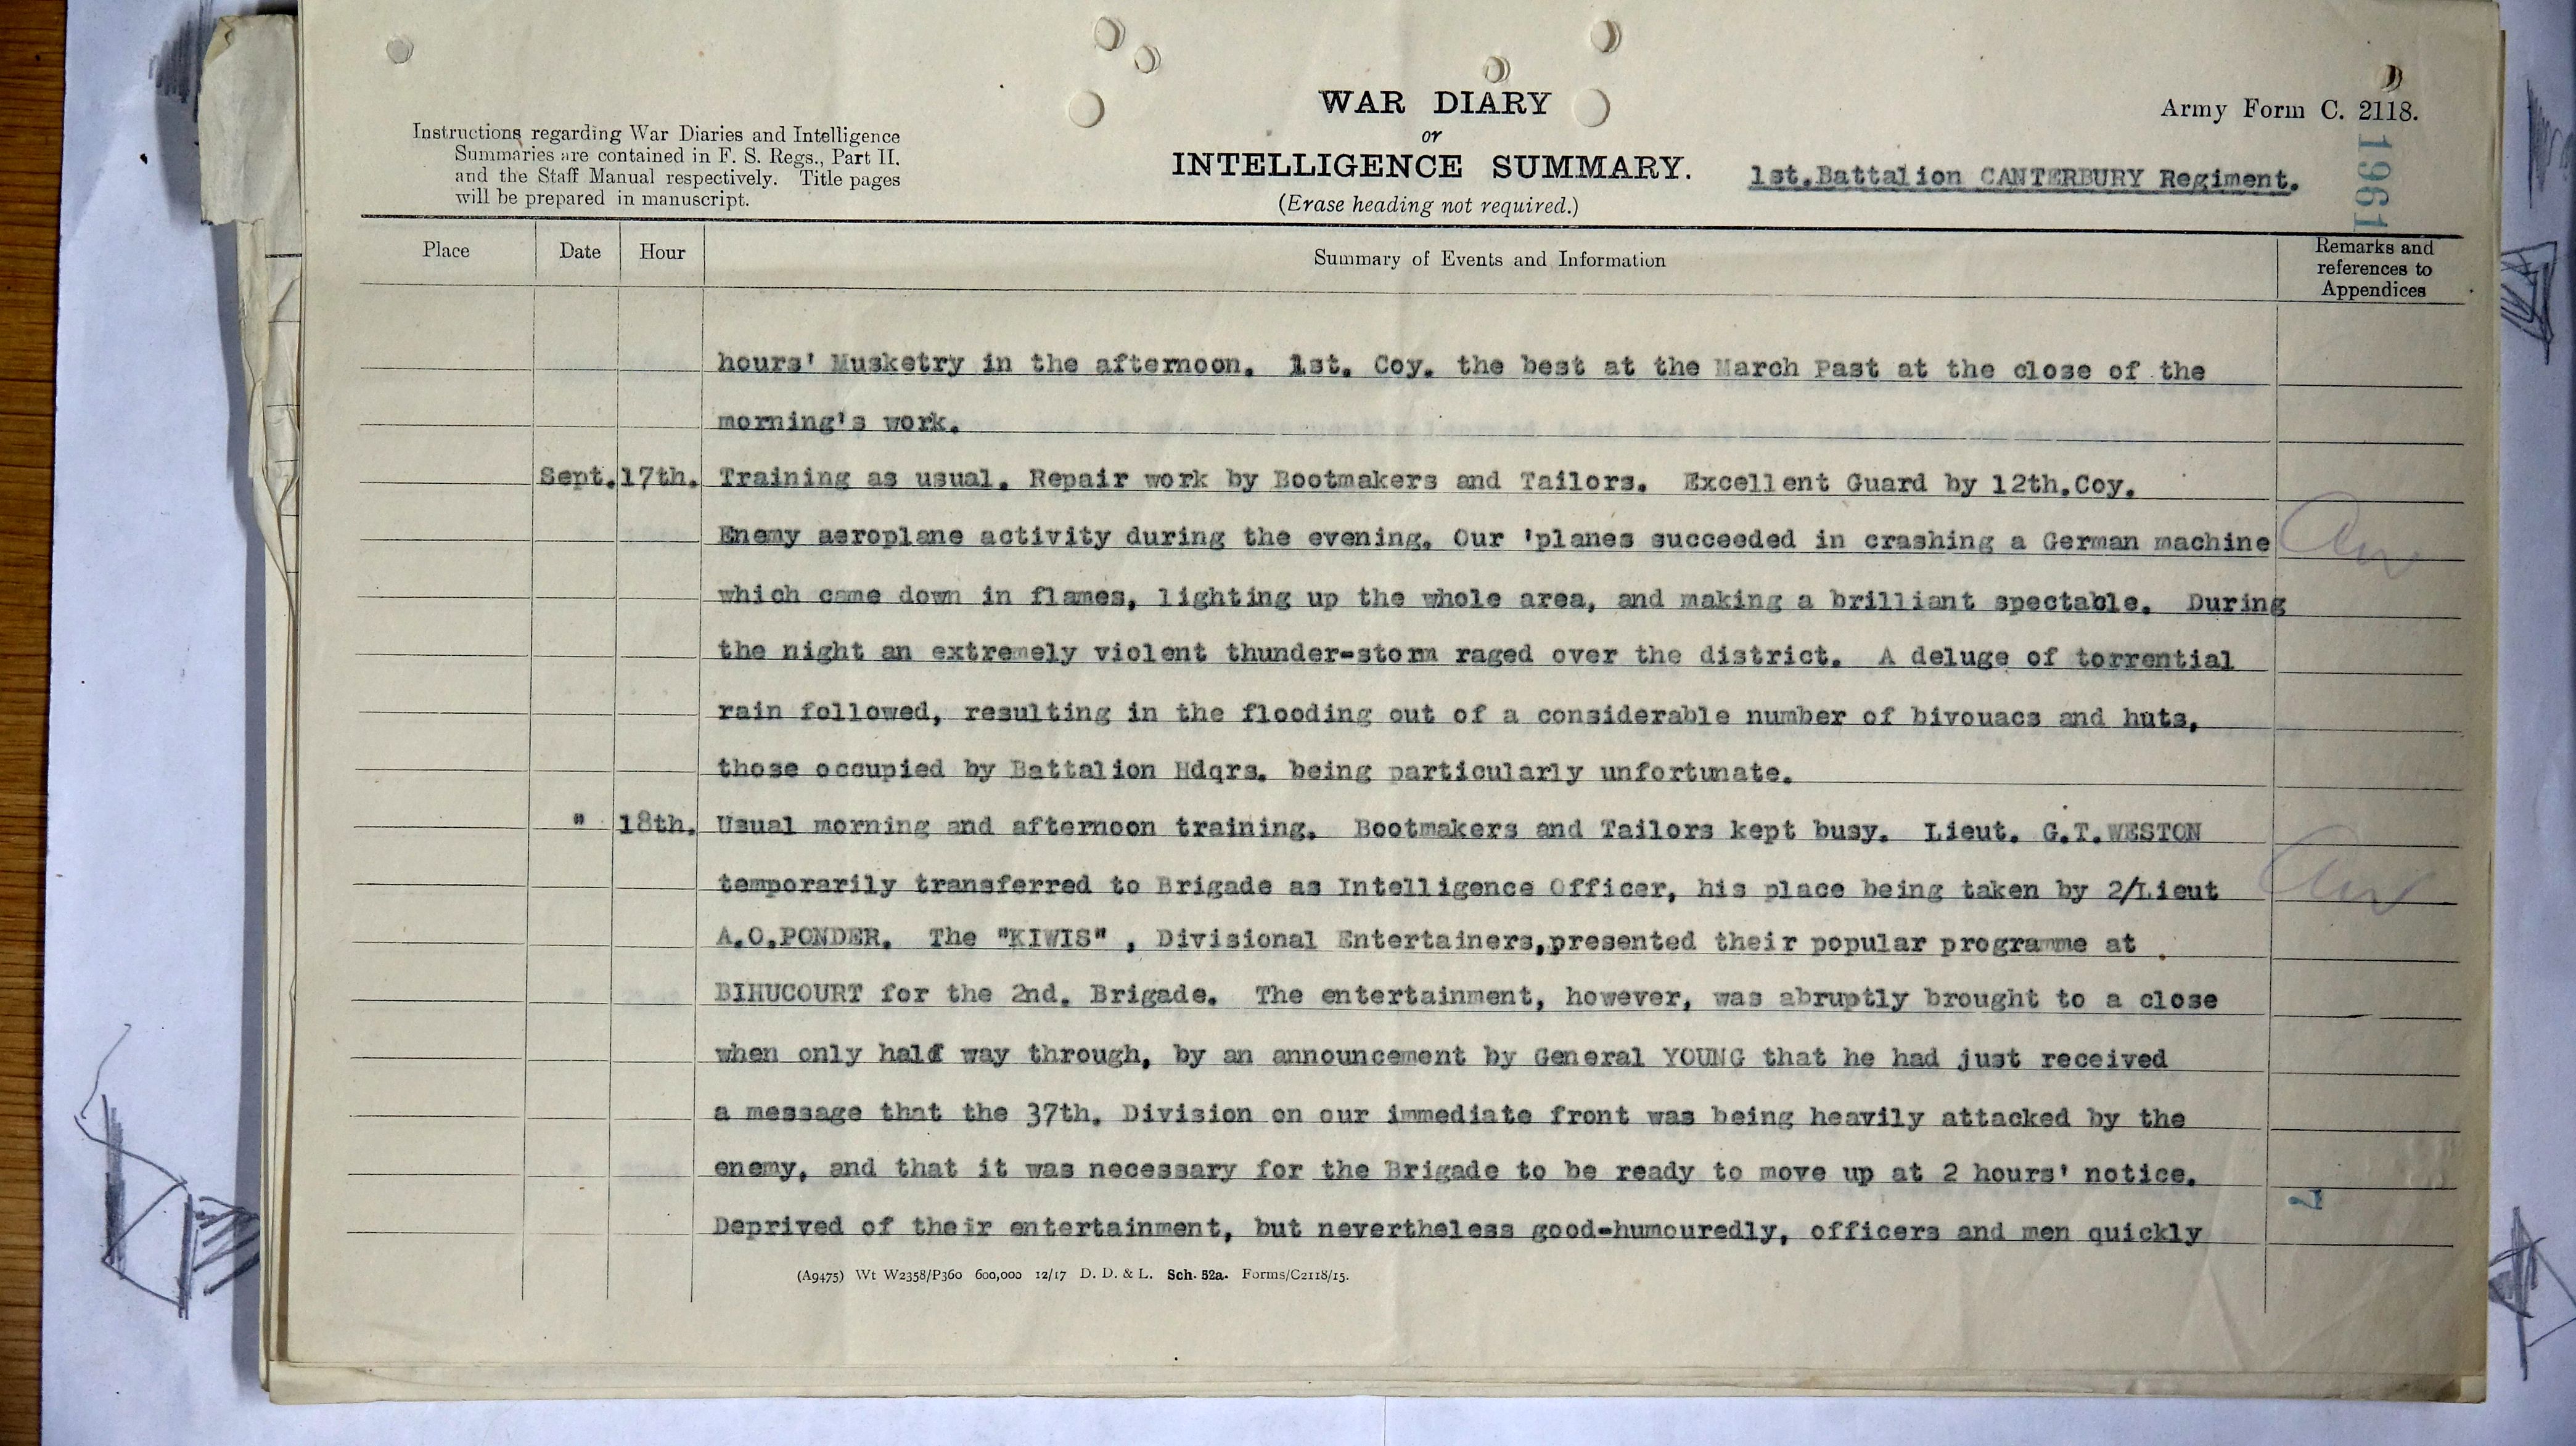 Instructions regarding War Diaries and Intelligence
Summaries are contained in F. S. Regs., Part II.
and the Staff Manual respectively. Title pages
will be prepared in manuscript.
WAR DIARY
or
INTELLIGENCE SUMMARY.
(Erase heading not required.)
Army Form C. 2118.
1st.Battalion CANTERBURY Regiment.
1961
Place Date Hour Summary of Events and Information Remarks and
references to
Appendices
hours' Musketry in the afternoon. 1st. Coy. the best at the March Past at the close of the
morning's work.
Sept. 17th. Training as usual. Repair work by Bootmakers and Tailors. Excellent Guard by 12th.Coy.
Enemy aeroplane activity during the evening. Our 'planes succeeded in crashing a German machine
which came down in flames, lighting up the whole area, and making a brilliant spectable. During
the night an extremely violent thunder-storm raged over the district. A deluge of torrential
rain followed, resulting in the flooding out of a considerable number of bivouacs and huts,
those occupied by Battalion Hdqrs. being particularly unfortunate.
" 18th. Usual morning and afternoon training. Bootmakers and Tailors kept busy. Lieut. G.T.WESTON
temporarily transferred to Brigade as Intelligence Officer, his place being taken by 2/Lieut
A.O.PONDER. The "KIWIS" , Divisional Entertainers,presented their popular programme at
BIHUCOURT for the 2nd. Brigade. The entertainment, however, was abruptly brought to a close
when only half way through, by an announcement by General YOUNG that he had just received
a message that the 37th. Division on our immediate front was being heavily attacked by the
enemy, and that it was necessary for the Brigade to be ready to move up at 2 hours' notice.
7
Deprived of their entertainment, but nevertheless good-humouredly, officers and men quickly
(A9475) Wt W2358/P360 600,000 12/17 D. D. & L. Sch. 52a. Forms/C2118/15.